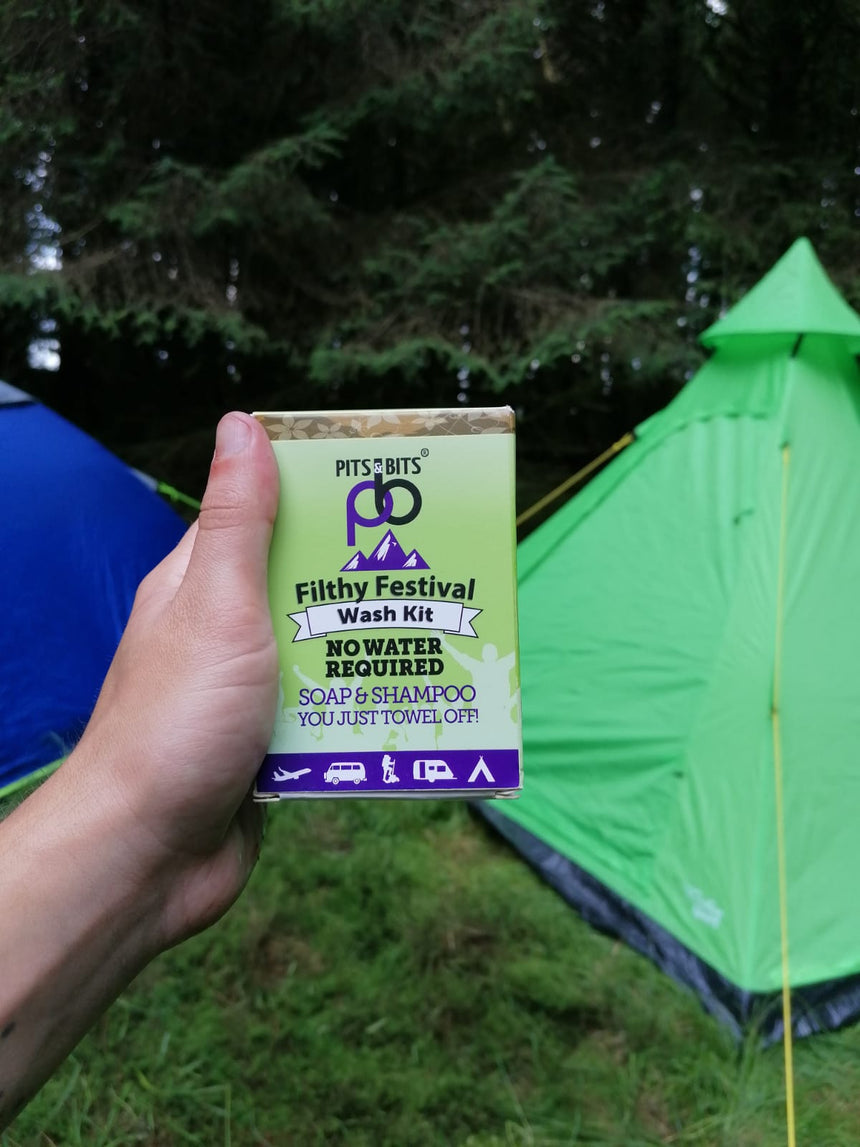 PITS & BITS®
pb
Filthy Festival
Wash Kit
NO WATER
REQUIRED
SOAP & SHAMPOO
YOU JUST TOWEL OFF!